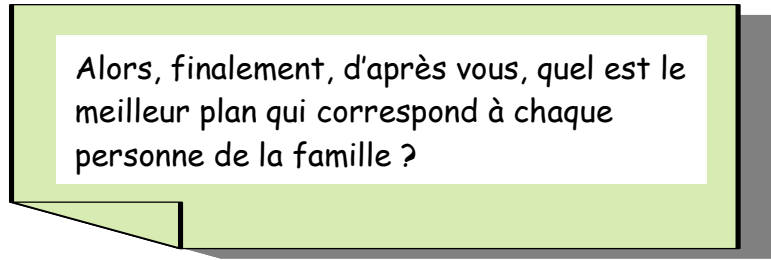 Alors, finalement, d'après vous, quel est le
meilleur plan qui correspond à chaque
personne de la famille ?